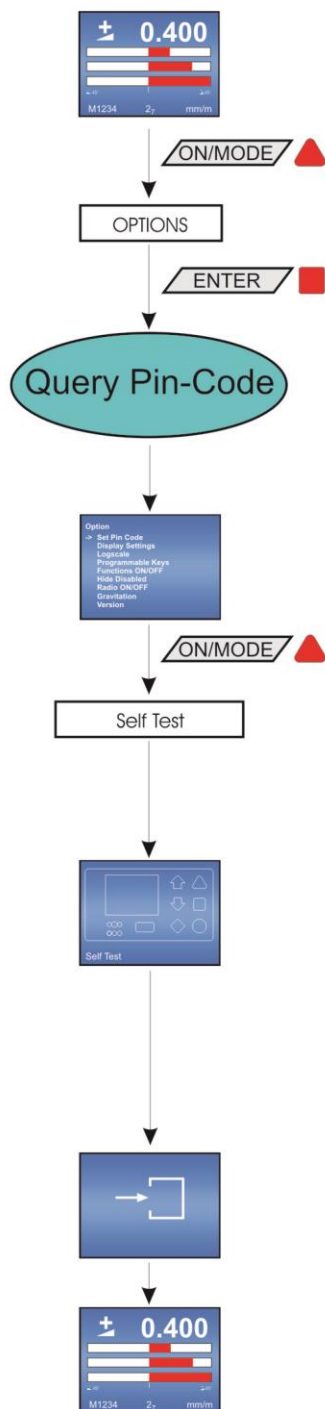 ± 0.400
M1234 2₇ mm/m
ON/MODE
OPTIONS
ENTER
Query Pin-Code
Option
-> Set Pin Code
Display Settings
Logscale
Programmable Keys
Functions ON/OFF
Hide Disabled
Radio ON/OFF
Gravitation
Version
ON/MODE
Self Test
Self Test
± 0.400
M1234 2₇ mm/m